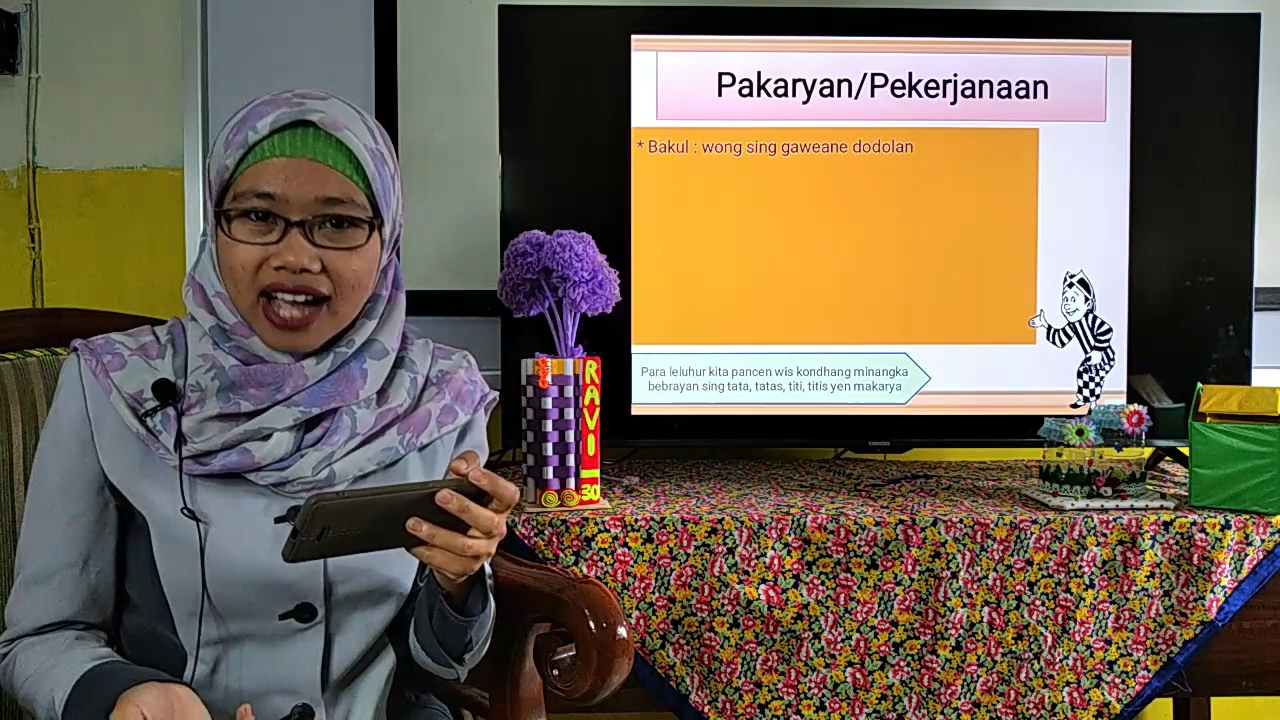 Pakaryan/Pekerjanaan
* Bakul : wong sing gaweane dodolan
Para leluhur kita pancen wis kondhang minangka
bebrayan sing tata, tatas, titi, titis yen makarya
RAVI
30